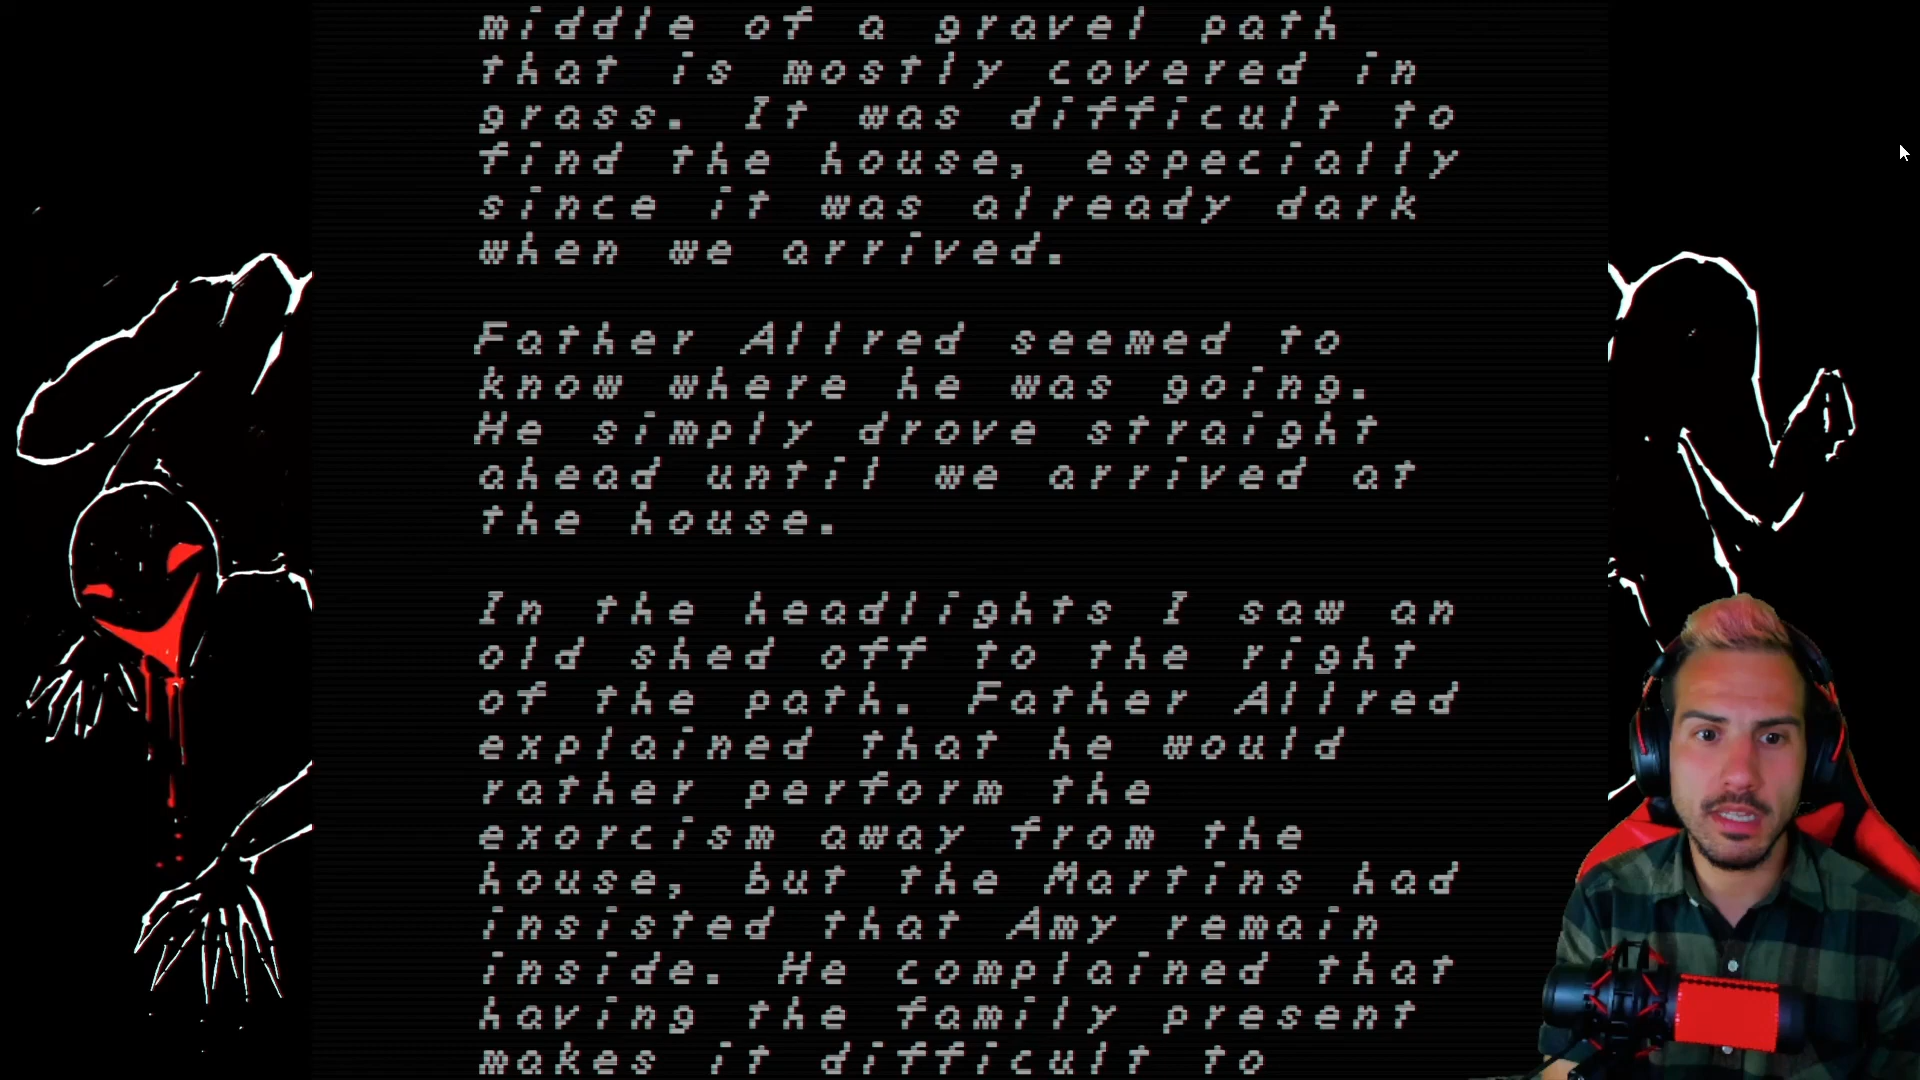 middle of a gravel path
that is mostly covered in
grass. It was difficult to
find the house, especially
since it was already dark
when we arrived.
Father Allred seemed to
know where he was going.
He simply drove straight
ahead until we arrived at
the house.
In the headlights I saw an
old shed off to the right
of the path. Father Allred
explained that he would
rather perform the
exorcism away from the
house, but the Martins had
insisted that Amy remain
inside. He complained that
having the family present
makes it difficult to